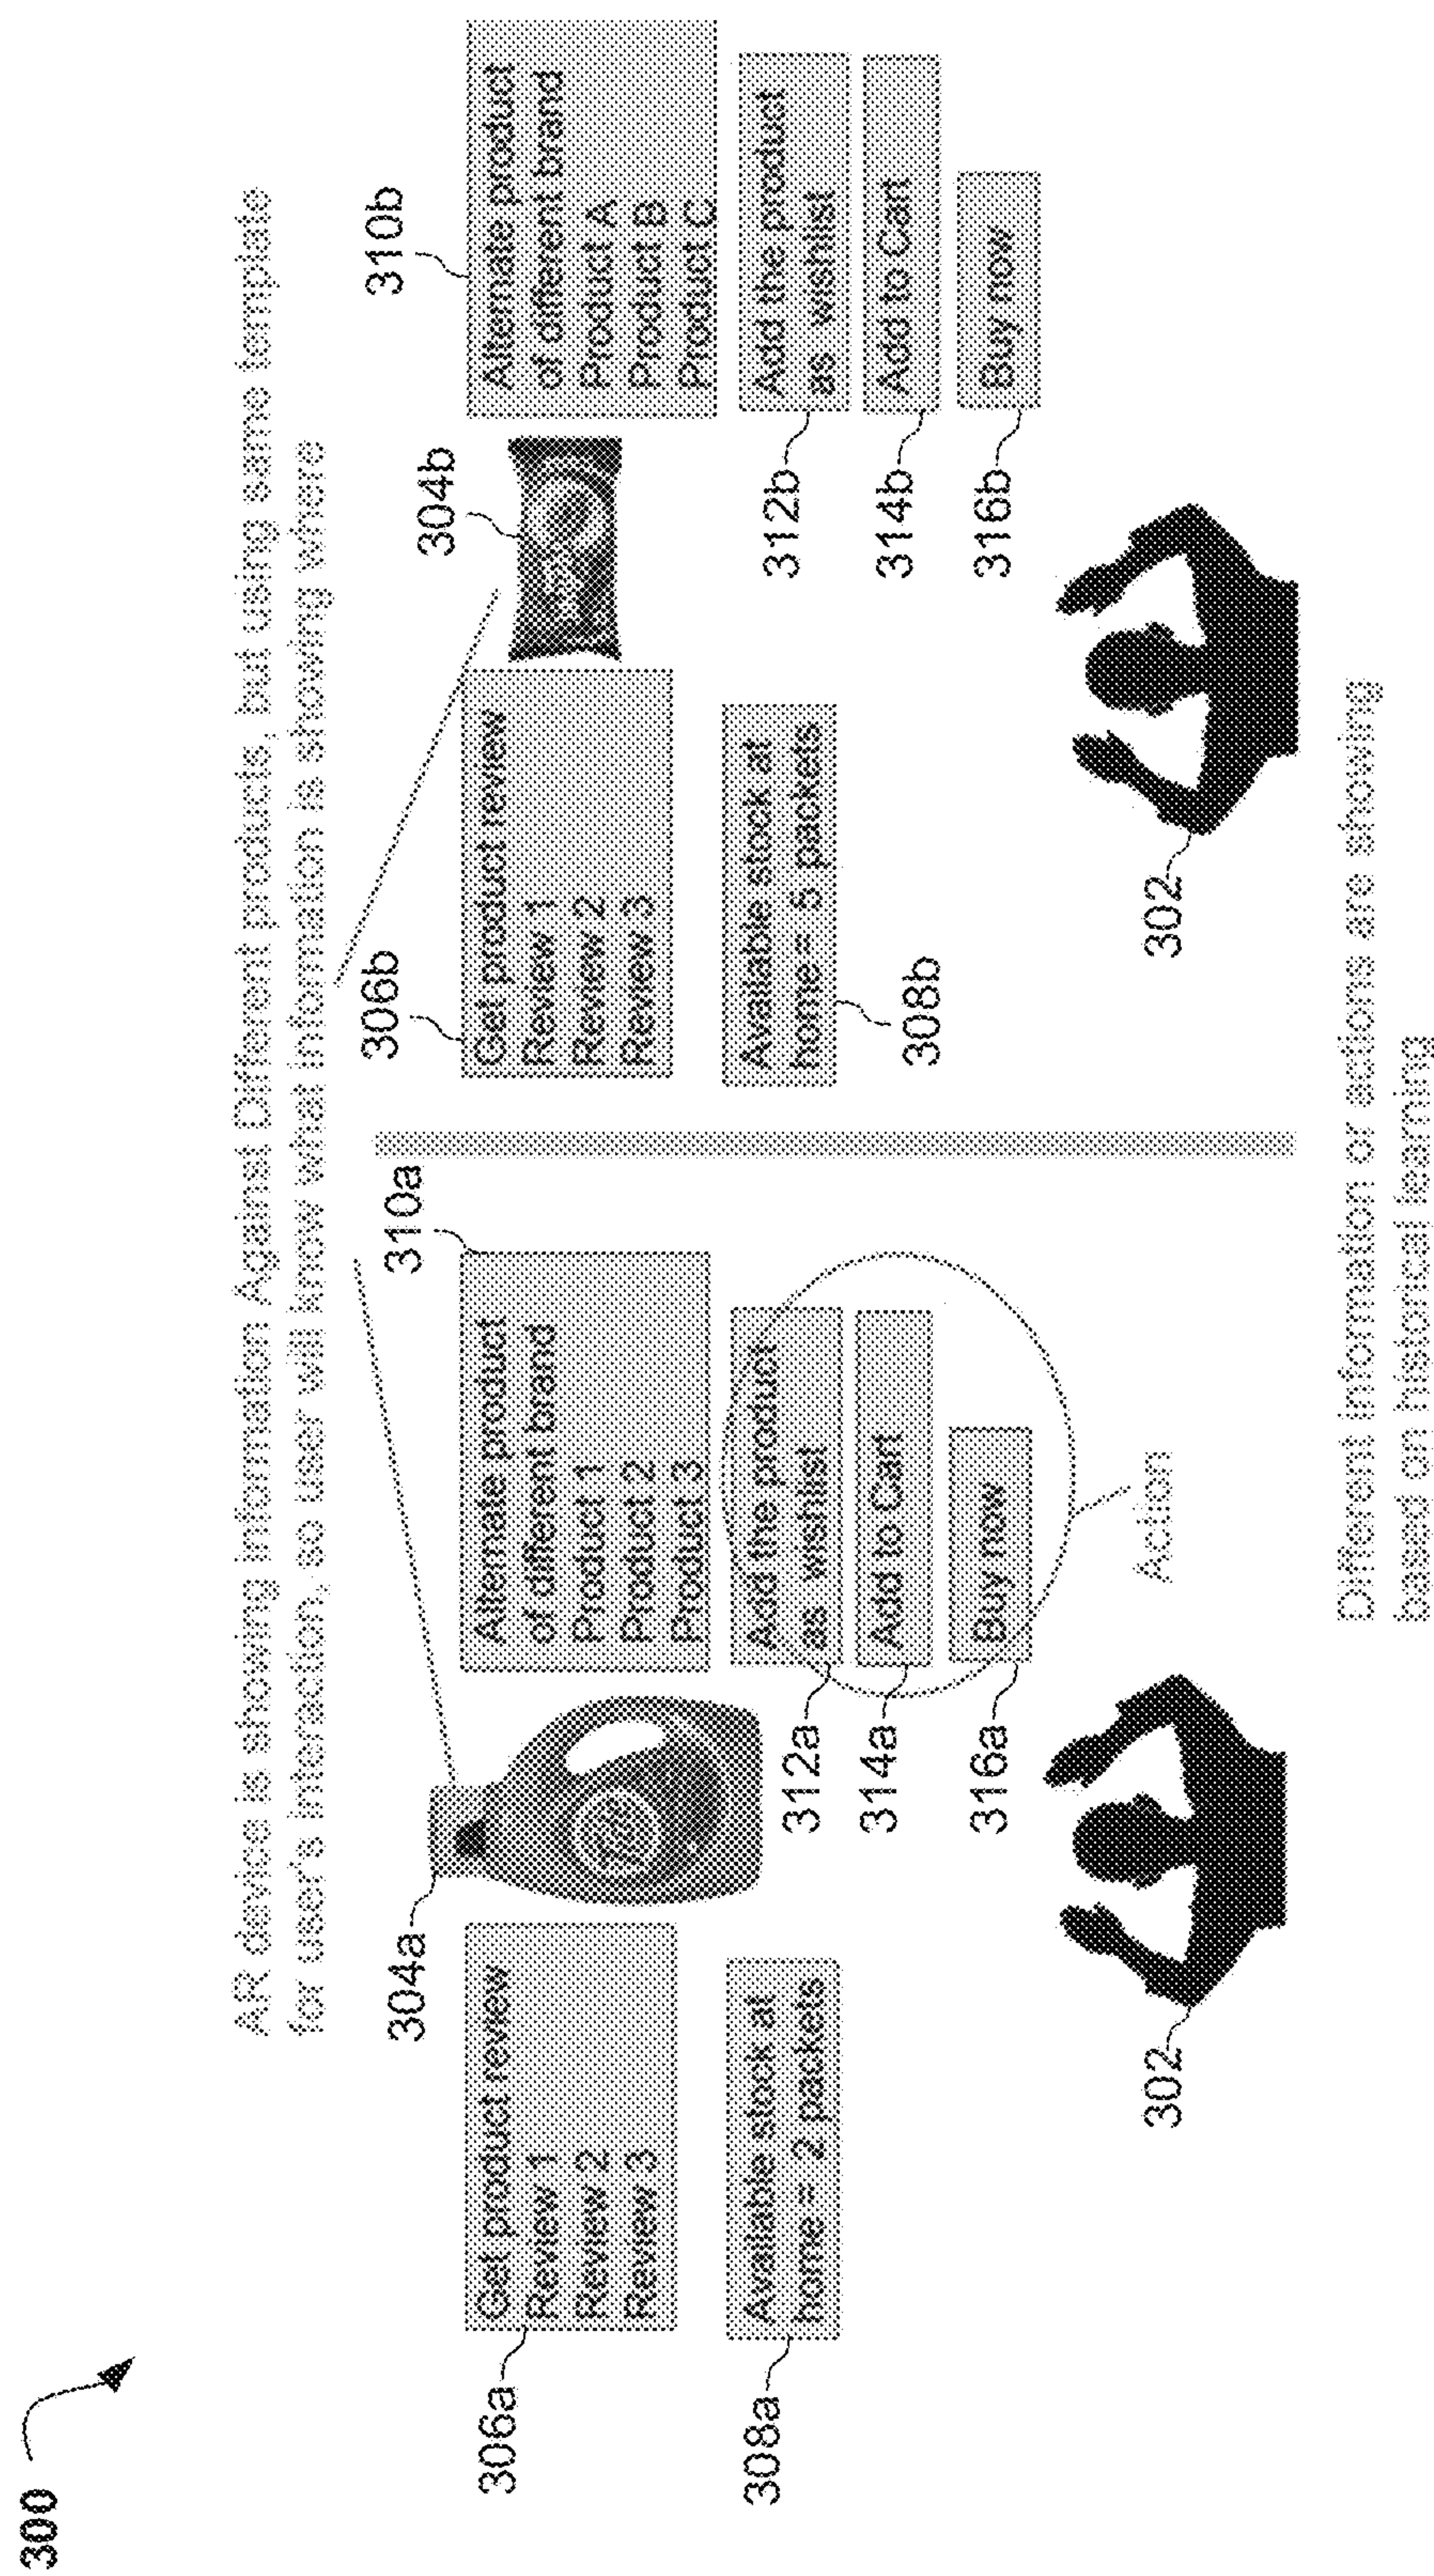 300
AR device is showing Information Against Different products, but using same template
for user's interaction, so user will know what information is showing where
304a
310a
306b
304b
310b
Get product review
Review 1
Review 2
Review 3
Alternate product
of different brand
Product 1
Product 2
Product 3
Get product review
Review 1
Review 2
Review 3
Alternate product
of different brand
Product A
Product B
Product C
306a
Available stock at
home = 2 packets
308a
312a
Add the product
as wishlist
314a
Add to Cart
316a
Buy now
Action
Available stock at
home = 5 packets
308b
312b
Add the product
as wishlist
314b
Add to Cart
316b
Buy now
302
302
Different Information or actions are showing
based on historical learning